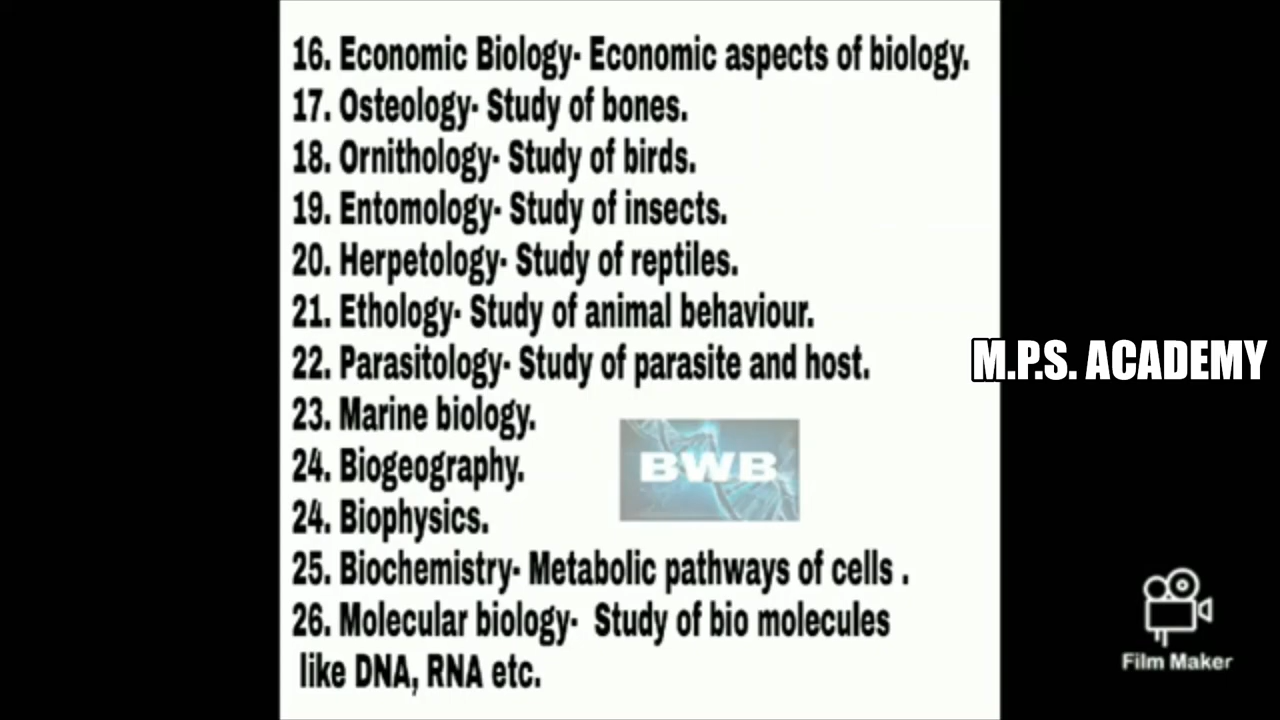 16. Economic Biology- Economic aspects of biology.
17. Osteology- Study of bones.
18. Ornithology- Study of birds.
19. Entomology- Study of insects.
20. Herpetology- Study of reptiles.
21. Ethology- Study of animal behaviour.
22. Parasitology- Study of parasite and host.
M.P.S. ACADEMY
23. Marine biology.
24. Biogeography.
BWB
24. Biophysics.
25. Biochemistry- Metabolic pathways of cells .
26. Molecular biology- Study of bio molecules
like DNA, RNA etc.
Film Maker